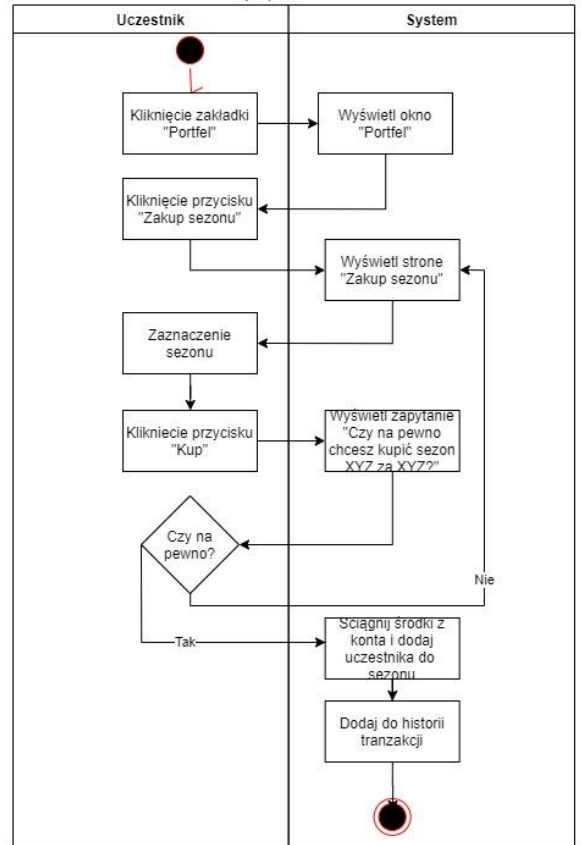 Uczestnik
System
Kliknięcie zakładki
"Portfel"
Wyświetl okno
"Portfel"
Kliknięcie przycisku
"Zakup sezonu"
Wyświetl strone
"Zakup sezonu"
Zaznaczenie
sezonu
Klikniecie przycisku
"Kup"
Wyświetl zapytanie
"Czy na pewno
chcesz kupić sezon
XYZ za XYZ?"
Czy na
pewno?
Nie
Tak
Sciągnij środki z
konta i dodaj
uczestnika do
sezonu
Dodaj do historii
tranzakcji